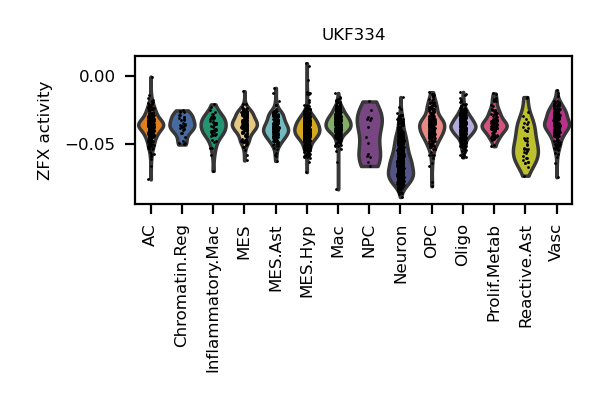 UKF334
ZFX activity
0.00
−0.05
AC
Chromatin.Reg
Inflammatory.Mac
MES
MES.Ast
MES.Hyp
Mac
NPC
Neuron
OPC
Oligo
Prolif.Metab
Reactive.Ast
Vasc